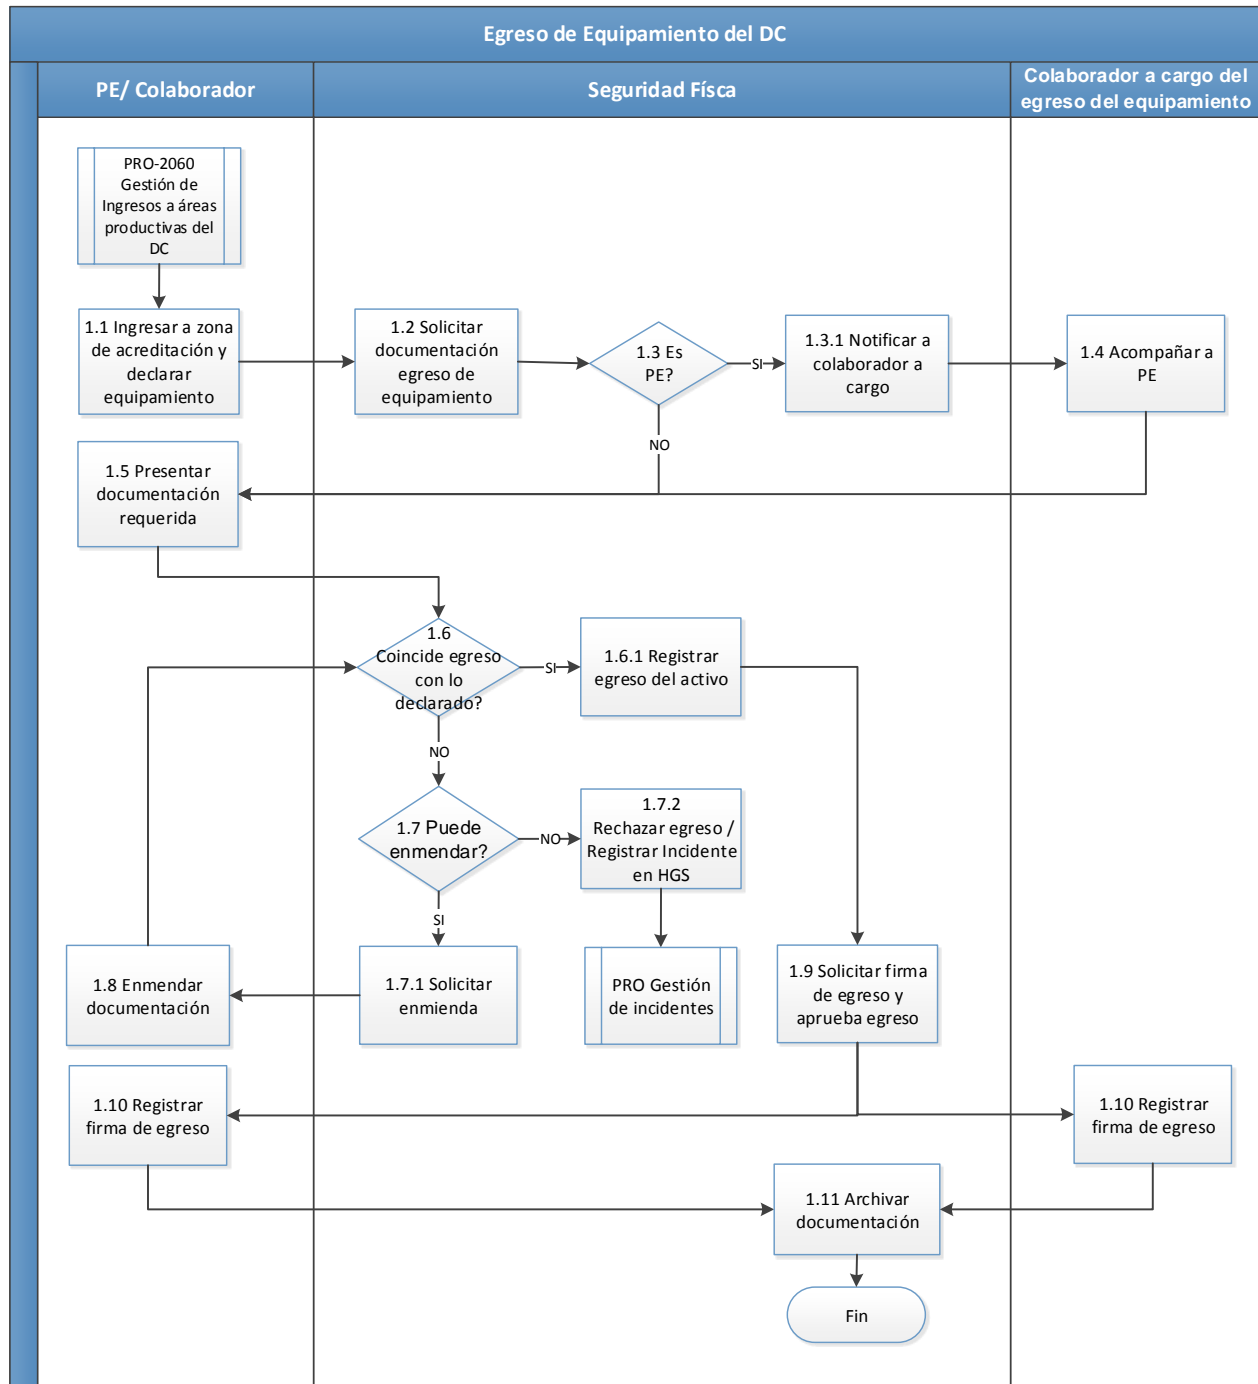 Egreso de Equipamiento del DC
PE/ Colaborador
Seguridad Físca
Colaborador a cargo del
egreso del equipamiento
PRO-2060
Gestión de
Ingresos a áreas
productivas del
DC
1.1 Ingresar a zona
de acreditación y
declarar
equipamiento
1.2 Solicitar
documentación
egreso de
equipamiento
1.3 Es
PE?
SI
1.3.1 Notificar a
colaborador a
cargo
1.4 Acompañar a
PE
NO
1.5 Presentar
documentación
requerida
1.6
Coincide egreso
con lo
declarado?
SI
1.6.1 Registrar
egreso del activo
NO
1.7 Puede
enmendar?
NO
1.7.2
Rechazar egreso /
Registrar Incidente
en HGS
SI
1.8 Enmendar
documentación
1.7.1 Solicitar
enmienda
PRO Gestión
de incidentes
1.9 Solicitar firma
de egreso y
aprueba egreso
1.10 Registrar
firma de egreso
1.10 Registrar
firma de egreso
1.11 Archivar
documentación
Fin